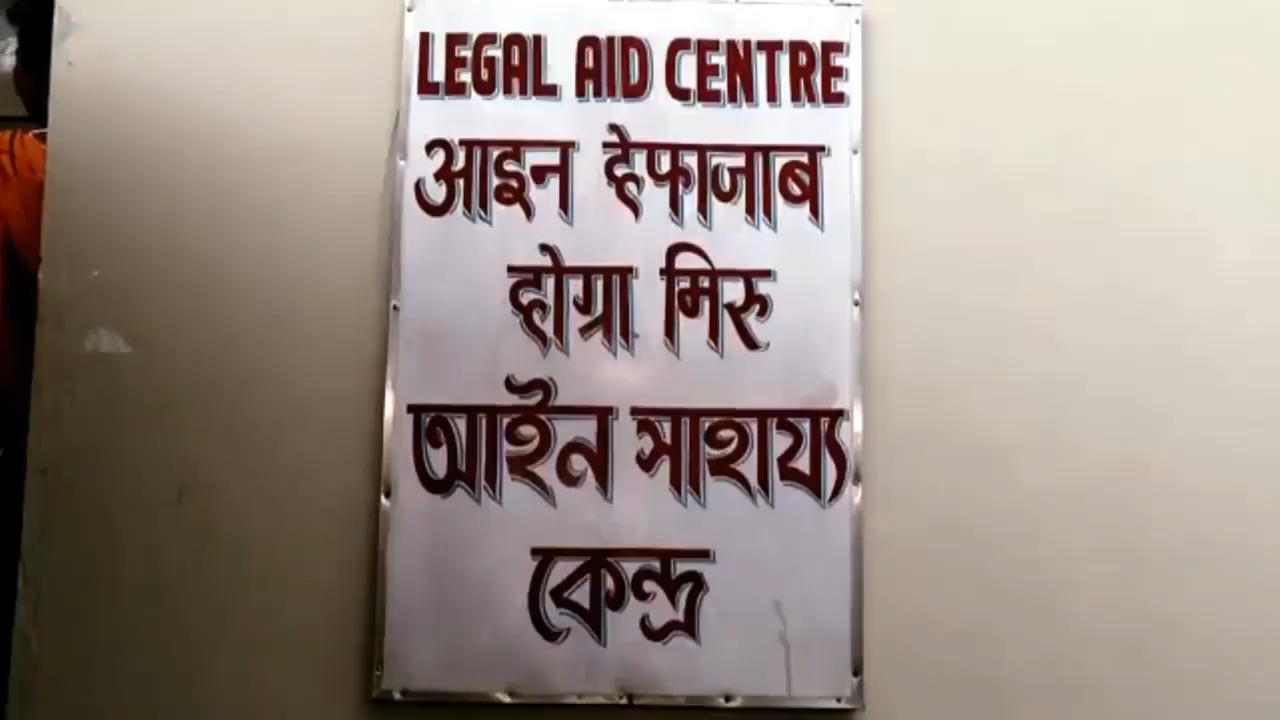 LEGAL AID CENTRE
आइन हेफाजाब
होग्रा मिरु
আইন সাহায্য
কেন্দ্র